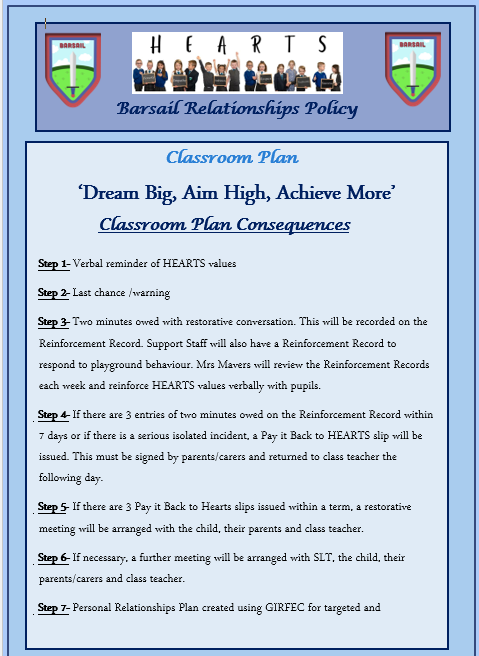 HEARTS
BARSAIL
BARSAIL
Barsail Relationships Policy
Classroom Plan
‘Dream Big, Aim High, Achieve More’
Classroom Plan Consequences
Step 1- Verbal reminder of HEARTS values
Step 2- Last chance /warning
Step 3- Two minutes owed with restorative conversation. This will be recorded on the
Reinforcement Record. Support Staff will also have a Reinforcement Record to
respond to playground behaviour. Mrs Mavers will review the Reinforcement Records
each week and reinforce HEARTS values verbally with pupils.
Step 4- If there are 3 entries of two minutes owed on the Reinforcement Record within
7 days or if there is a serious isolated incident, a Pay it Back to HEARTS slip will be
issued. This must be signed by parents/carers and returned to class teacher the
following day.
Step 5- If there are 3 Pay it Back to Hearts slips issued within a term, a restorative
meeting will be arranged with the child, their parents and class teacher.
Step 6- If necessary, a further meeting will be arranged with SLT, the child, their
parents/carers and class teacher.
Step 7- Personal Relationships Plan created using GIRFEC for targeted and